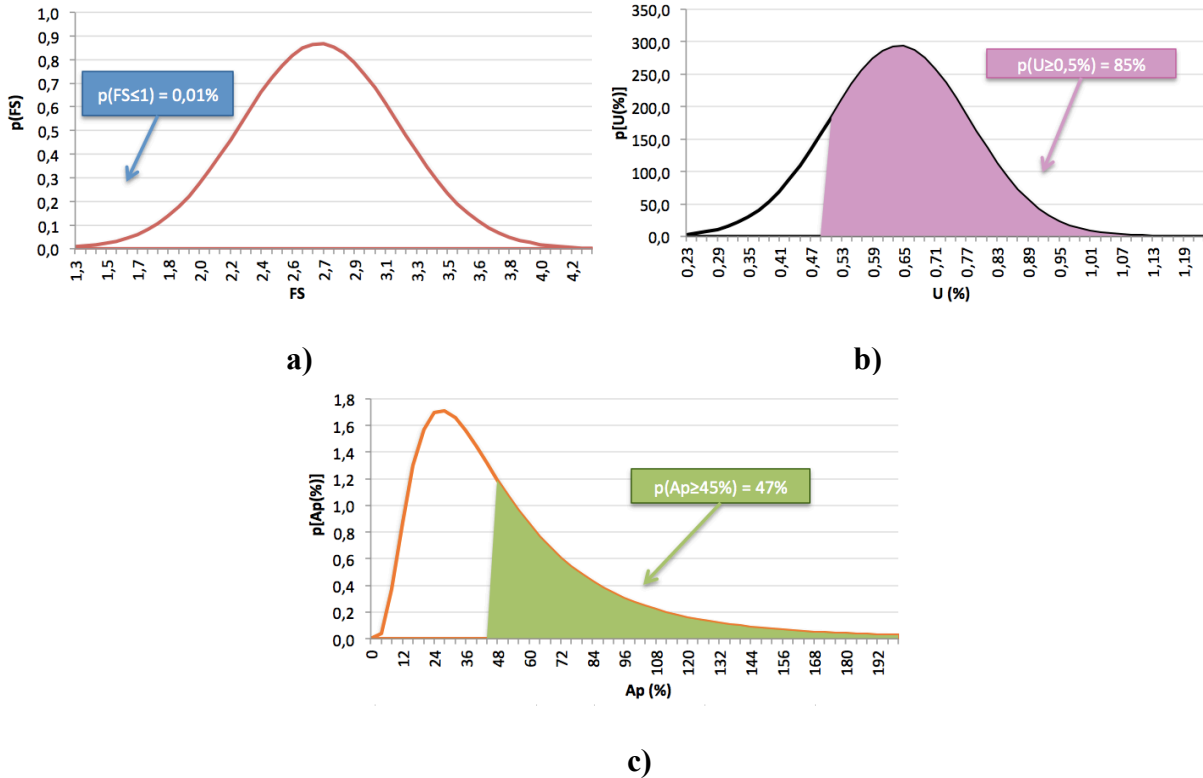 1,0
0,9
0,8
0,7
0,6
0,5
0,4
0,3
0,2
0,1
0,0
p(FS)
p(FS≤1) = 0,01%
1,3 1,5 1,7 1,8 2,0 2,2 2,4 2,6 2,7 2,9 3,1 3,3 3,5 3,6 3,8 4,0 4,2
FS
a)
350,0
300,0
250,0
200,0
150,0
100,0
50,0
0,0
p[U(%)]
p(U≥0,5%) = 85%
0,23 0,29 0,35 0,41 0,47 0,53 0,59 0,65 0,71 0,77 0,83 0,89 0,95 1,01 1,07 1,13 1,19
U (%)
b)
1,8
1,6
1,4
1,2
1,0
0,8
0,6
0,4
0,2
0,0
p[Ap(%)]
p(Ap≥45%) = 47%
0 12 24 36 48 60 72 84 96 108 120 132 144 156 168 180 192
Ap (%)
c)